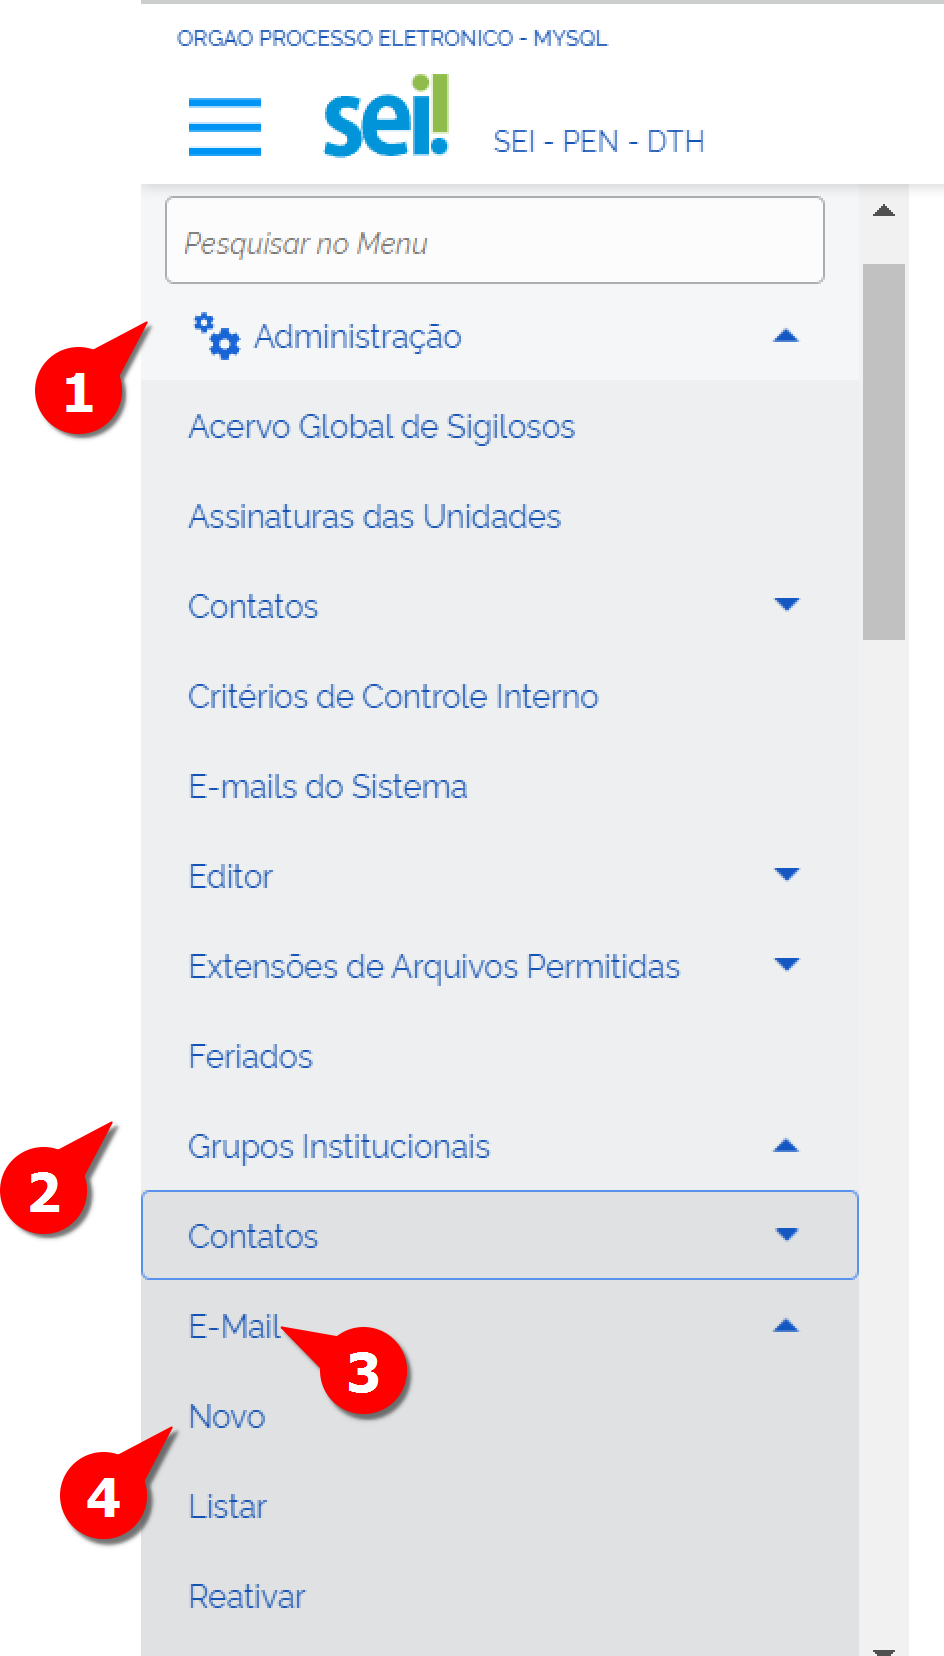 ORGAO PROCESSO ELETRONICO - MYSQL
sei!
SEI - PEN - DTH
Pesquisar no Menu
Administração
1
Acervo Global de Sigilosos
Assinaturas das Unidades
Contatos
Critérios de Controle Interno
E-mails do Sistema
Editor
Extensões de Arquivos Permitidas
Feriados
Grupos Institucionais
2
Contatos
E-Mail
3
Novo
4
Listar
Reativar